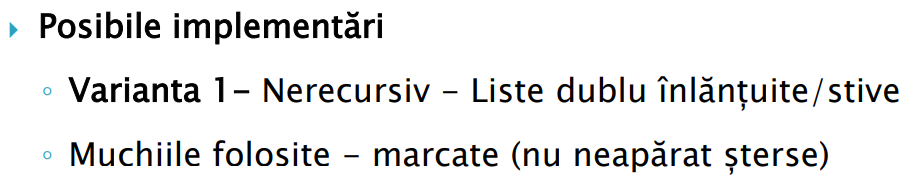 Posibile implementări
Varianta 1– Nerecursiv – Liste dublu înlănțuite/stive
Muchiile folosite – marcate (nu neapărat șterse)